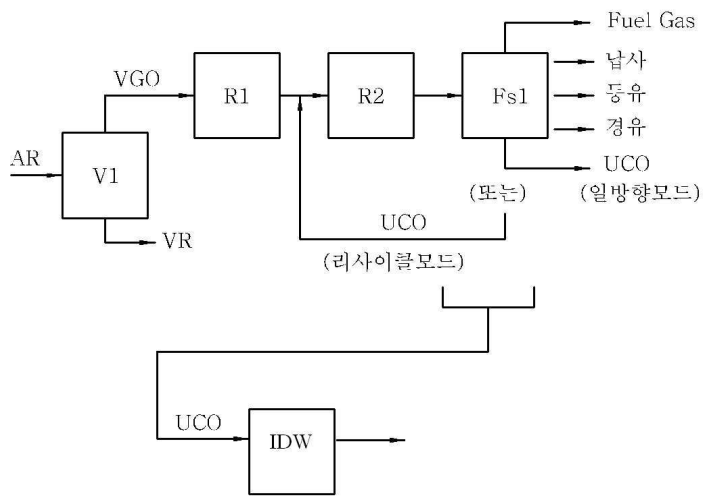 Fuel Gas
VGO
R1
R2
Fs1
납사
등유
경유
AR
V1
UCO
(또는)
(일방향모드)
VR
UCO
(리사이클모드)
UCO
IDW